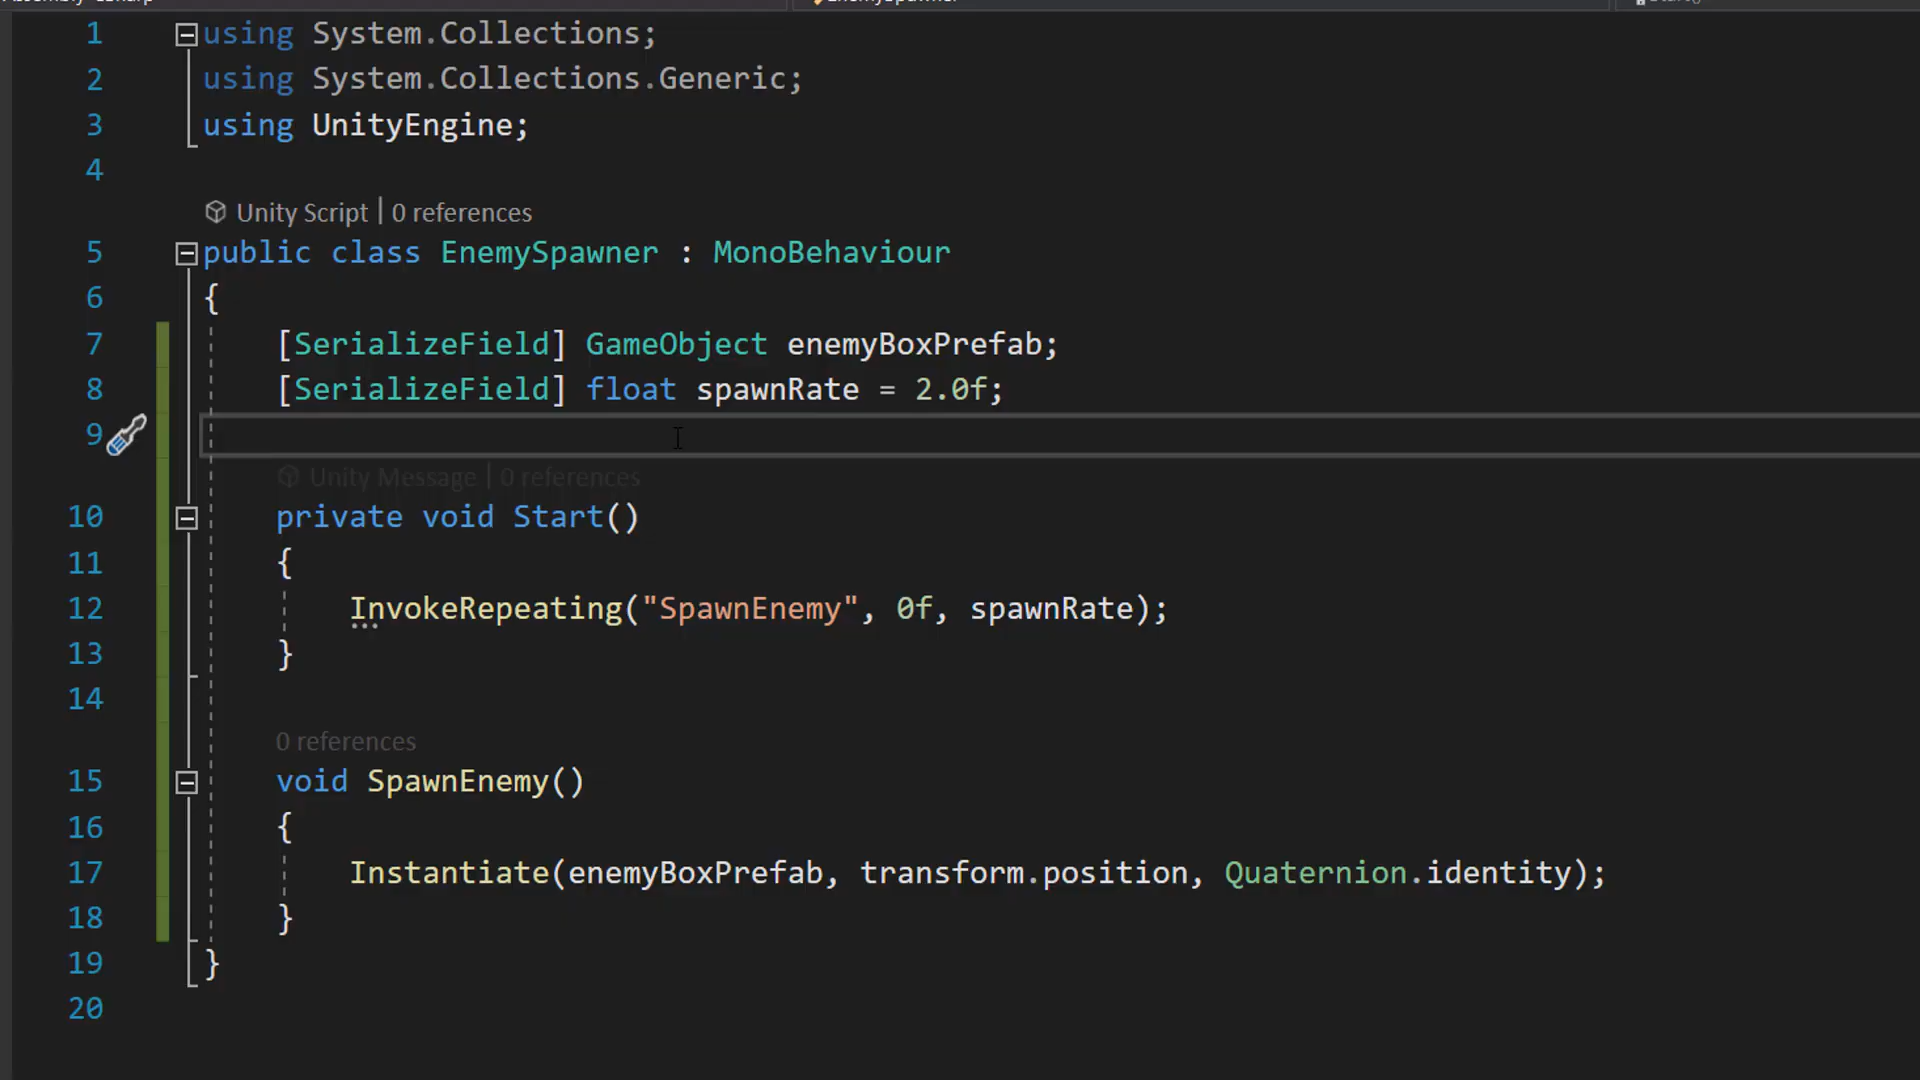 1 using System.Collections;
2 using System.Collections.Generic;
3 using UnityEngine;
4
Unity Script | 0 references
5 public class EnemySpawner : MonoBehaviour
6 {
7 [SerializeField] GameObject enemyBoxPrefab;
8 [SerializeField] float spawnRate = 2.0f;
9
Unity Message | 0 references
10 private void Start()
11 {
12 InvokeRepeating("SpawnEnemy", 0f, spawnRate);
13 }
14
0 references
15 void SpawnEnemy()
16 {
17 Instantiate(enemyBoxPrefab, transform.position, Quaternion.identity);
18 }
19 }
20